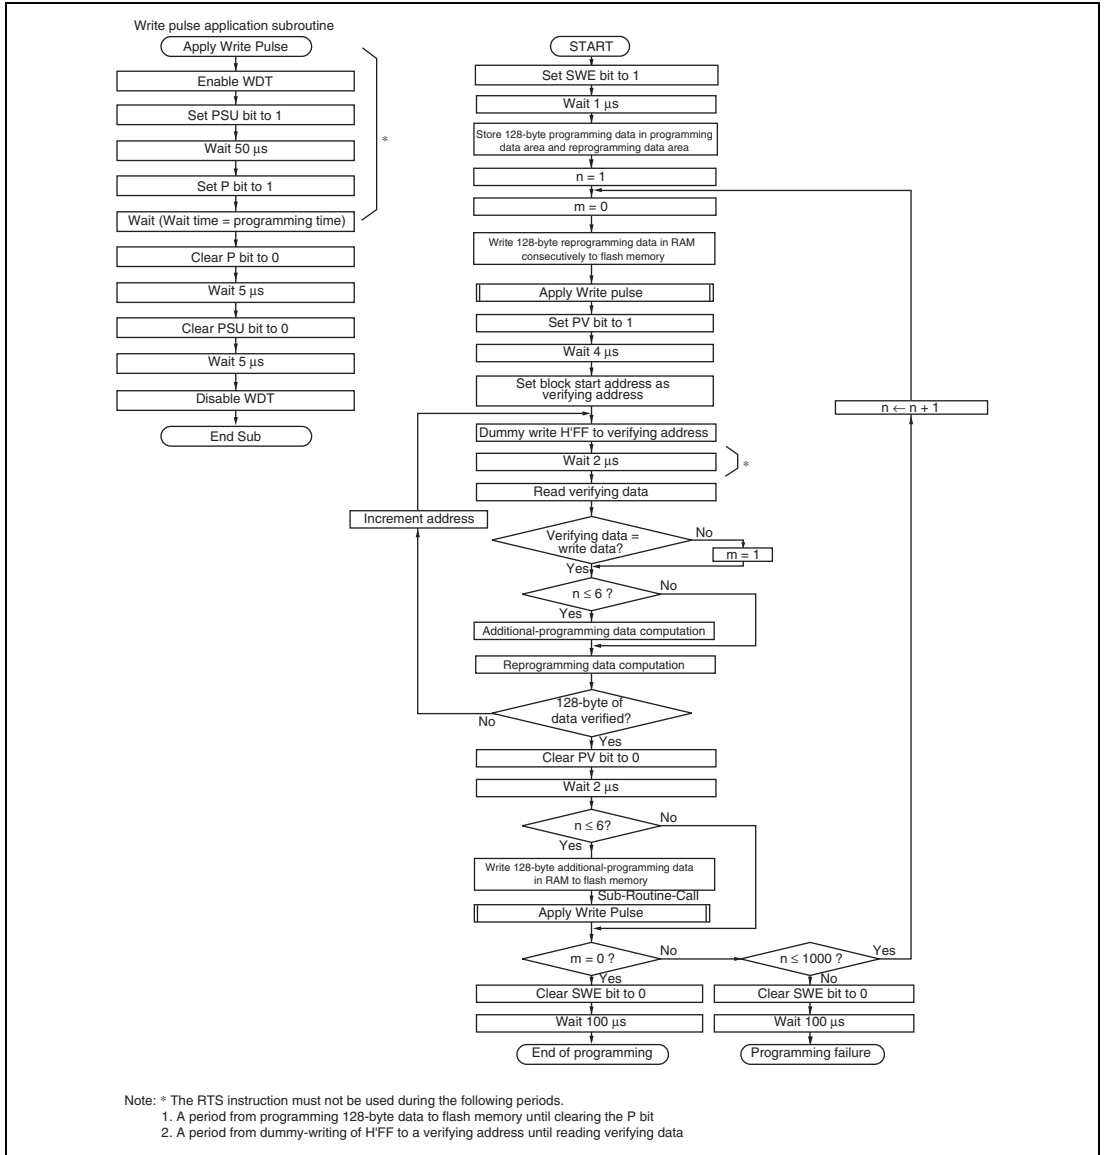 Write pulse application subroutine
Apply Write Pulse
Enable WDT
Set PSU bit to 1
Wait 50 μs
Set P bit to 1
Wait (Wait time = programming time)
Clear P bit to 0
Wait 5 μs
Clear PSU bit to 0
Wait 5 μs
Disable WDT
End Sub
*
START
Set SWE bit to 1
Wait 1 μs
Store 128-byte programming data in programming
data area and reprogramming data area
n = 1
m = 0
Write 128-byte reprogramming data in RAM
consecutively to flash memory
Apply Write pulse
Set PV bit to 1
Wait 4 μs
Set block start address as
verifying address
n ← n + 1
Dummy write H'FF to verifying address
Wait 2 μs
*
Read verifying data
Increment address
Verifying data =
write data?
No
m = 1
Yes
n ≤ 6 ?
No
Yes
Additional-programming data computation
Reprogramming data computation
128-byte of
data verified?
No
Yes
Clear PV bit to 0
Wait 2 μs
n ≤ 6?
No
Yes
Write 128-byte additional-programming data
in RAM to flash memory
Sub-Routine-Call
Apply Write Pulse
m = 0 ?
No
n ≤ 1000 ?
Yes
Yes
No
Clear SWE bit to 0
Clear SWE bit to 0
Wait 100 μs
Wait 100 μs
End of programming
Programming failure
Note: * The RTS instruction must not be used during the following periods.
1. A period from programming 128-byte data to flash memory until clearing the P bit
2. A period from dummy-writing of H'FF to a verifying address until reading verifying data